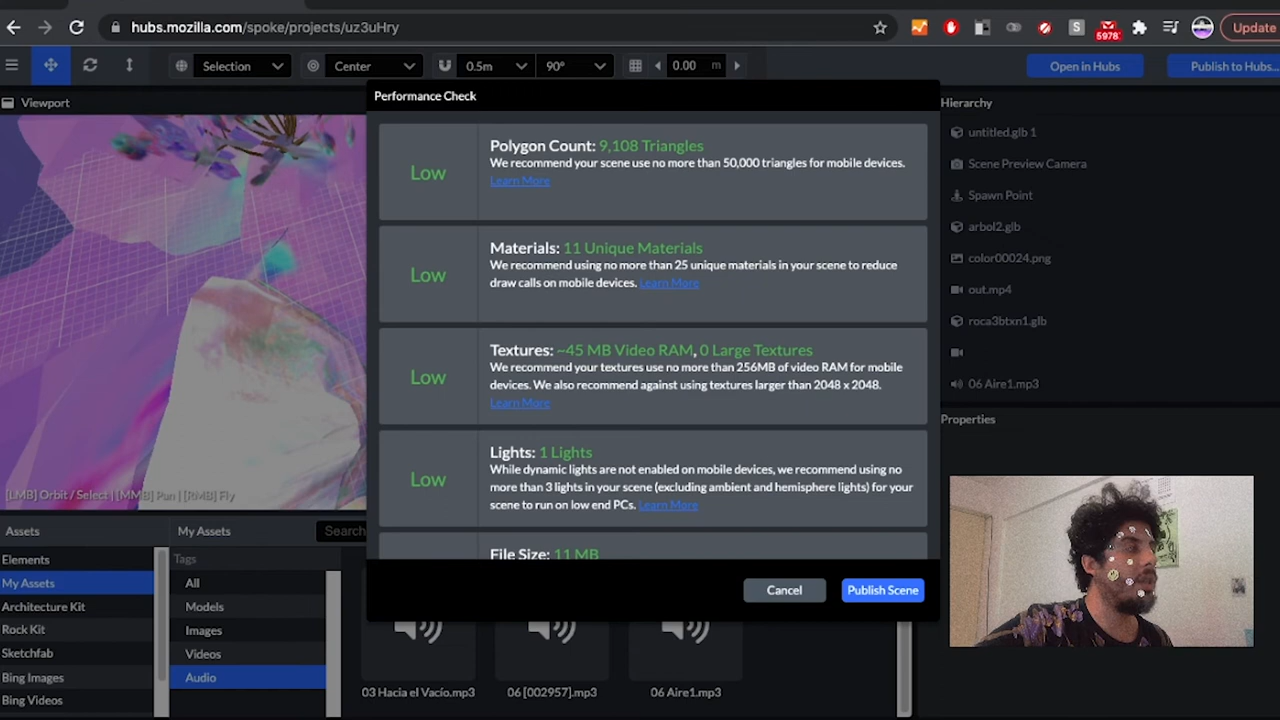 hubs.mozilla.com/spoke/projects/uz3uHry
S
5978
Update
Selection
Center
0.5m
90°
0.00 m
Open in Hubs
Publish to Hubs...
Viewport
Performance Check
Hierarchy
Low
Polygon Count: 9,108 Triangles
We recommend your scene use no more than 50,000 triangles for mobile devices.
Learn More
Low
Materials: 11 Unique Materials
We recommend using no more than 25 unique materials in your scene to reduce
draw calls on mobile devices. Learn More
Low
Textures: ~45 MB Video RAM, 0 Large Textures
We recommend your textures use no more than 256MB of video RAM for mobile
devices. We also recommend against using textures larger than 2048 x 2048.
Learn More
Low
Lights: 1 Lights
While dynamic lights are not enabled on mobile devices, we recommend using no
more than 3 lights in your scene (excluding ambient and hemisphere lights) for your
scene to run on low end PCs. Learn More
File Size: 11 MB
Cancel
Publish Scene
untitled.glb 1
Scene Preview Camera
Spawn Point
arbol2.glb
color00024.png
out.mp4
roca3btxn1.glb
06 Aire1.mp3
Properties
[LMB] Orbit / Select | [MMB] Pan | [RMB] Fly
Assets
My Assets
Search
Elements
My Assets
Architecture Kit
Rock Kit
Sketchfab
Bing Images
Bing Videos
Tags
All
Models
Images
Videos
Audio
03 Hacia el Vacío.mp3
06 [002957].mp3
06 Aire1.mp3